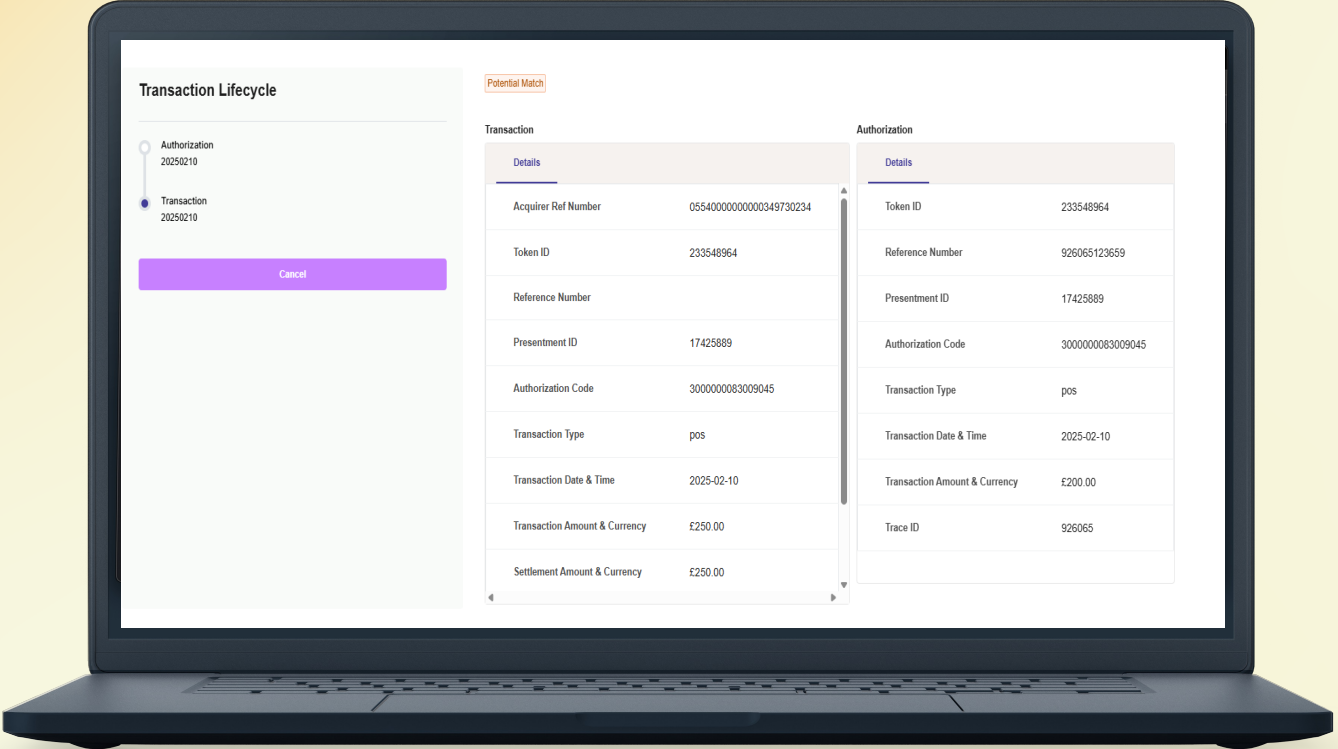 Transaction Lifecycle
Authorization
20250210
Transaction
20250210
Cancel
Potential Match
Transaction
Details
Acquirer Ref Number 05540000000000349730234
Token ID 233548964
Reference Number
Presentment ID 17425889
Authorization Code 3000000083009045
Transaction Type pos
Transaction Date & Time 2025-02-10
Transaction Amount & Currency £250.00
Settlement Amount & Currency £250.00
Authorization
Details
Token ID 233548964
Reference Number 926065123659
Presentment ID 17425889
Authorization Code 3000000083009045
Transaction Type pos
Transaction Date & Time 2025-02-10
Transaction Amount & Currency £200.00
Trace ID 926065